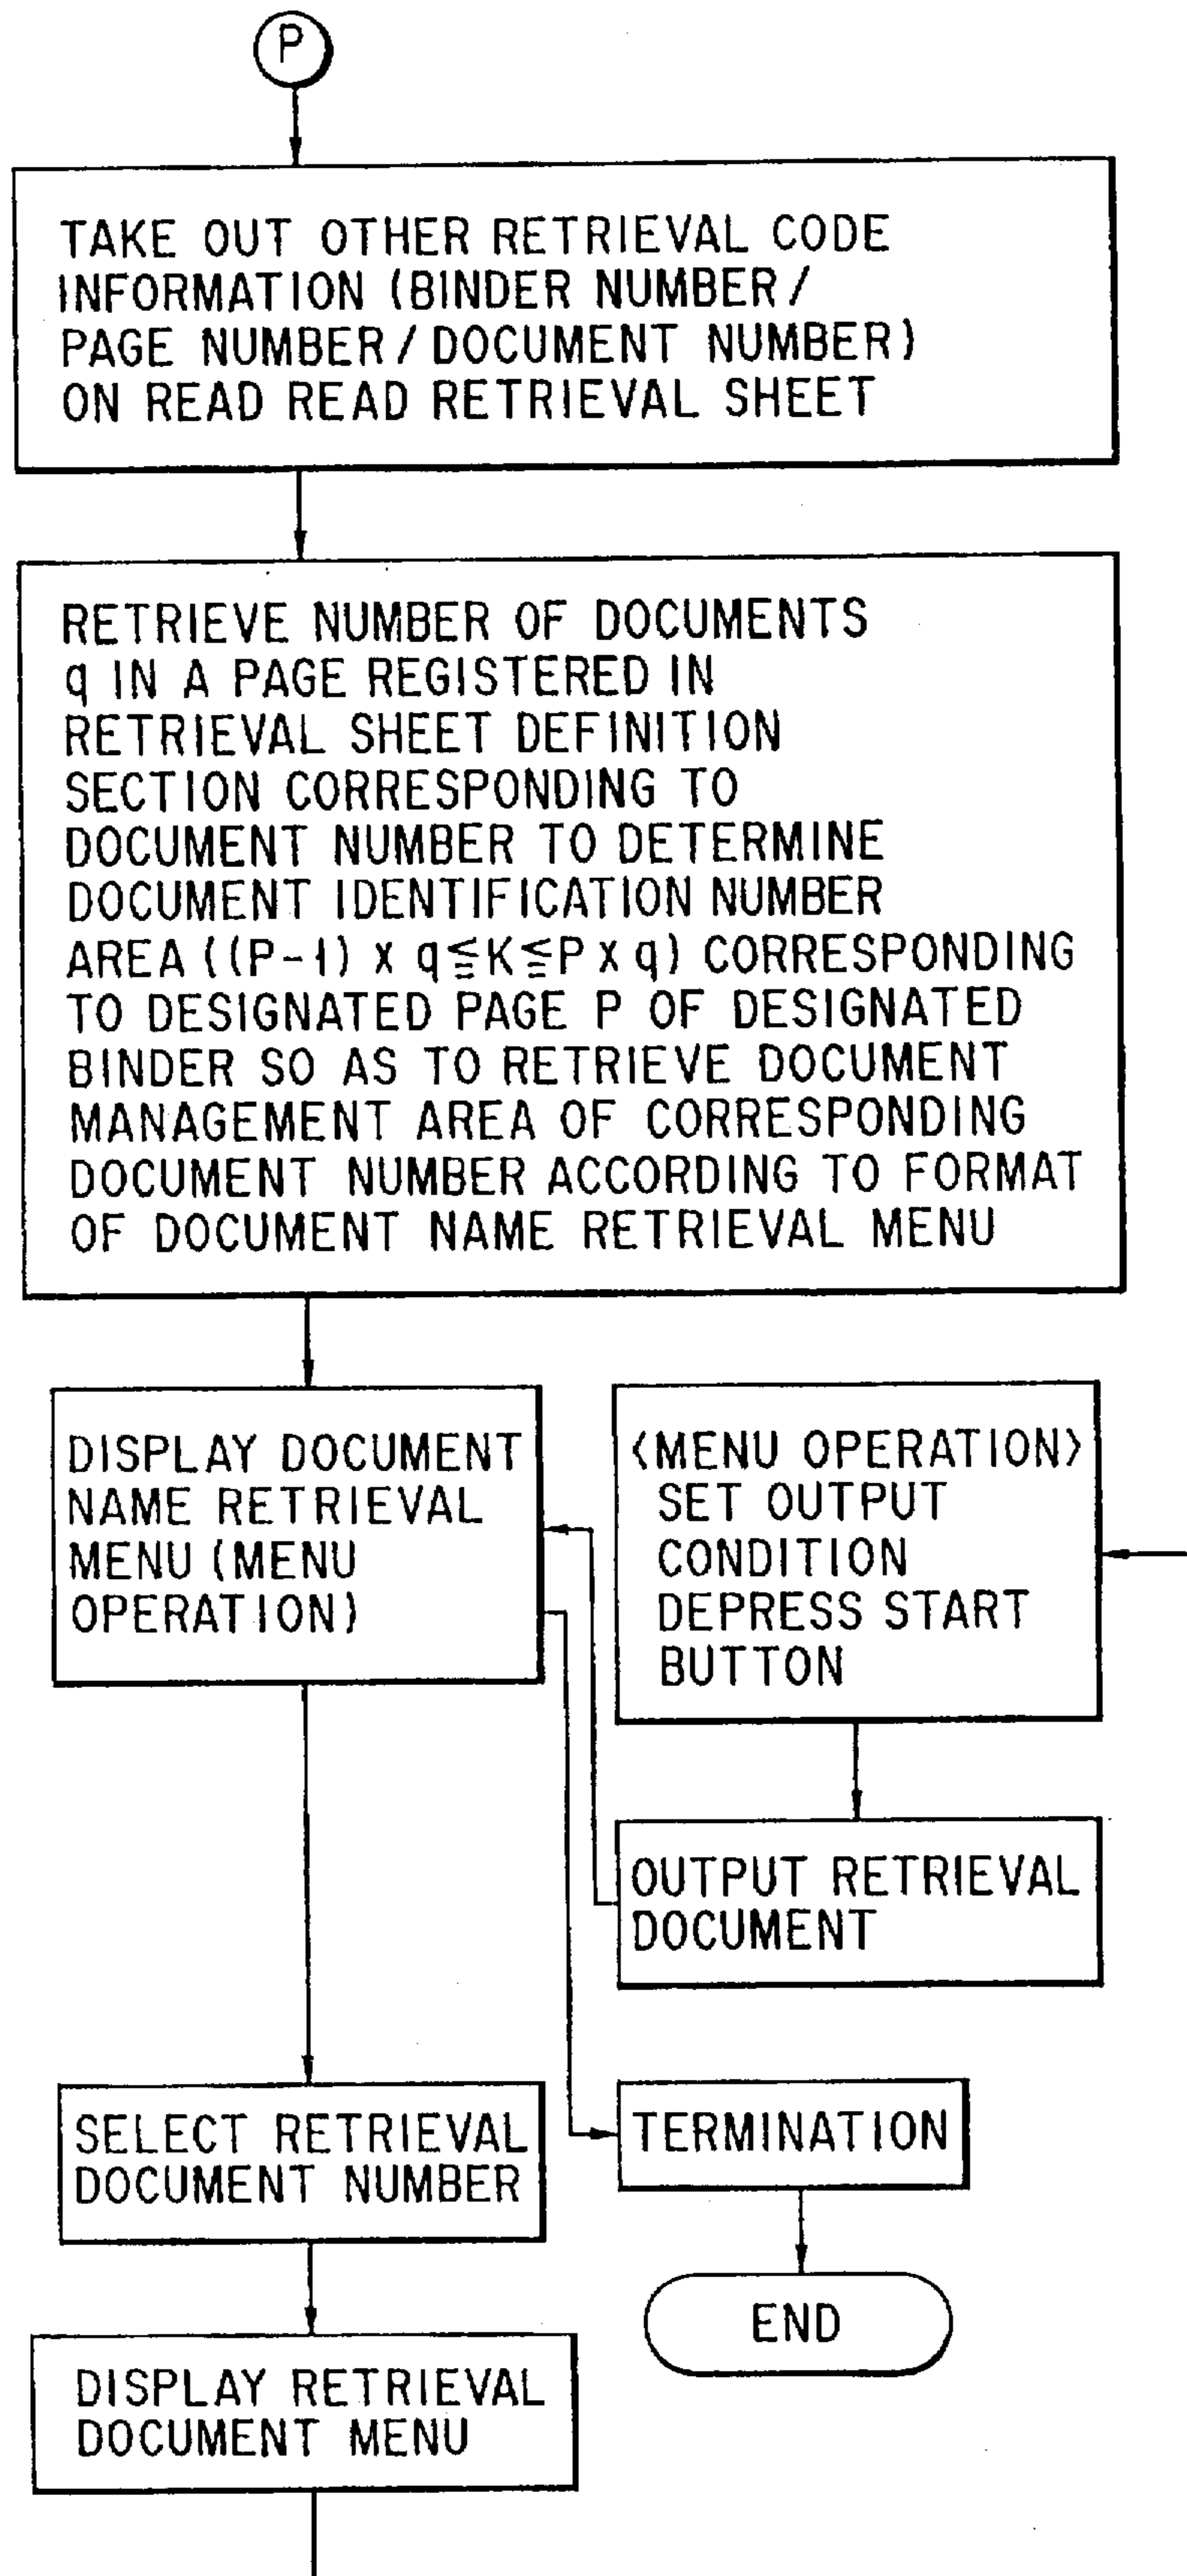 P
TAKE OUT OTHER RETRIEVAL CODE
INFORMATION (BINDER NUMBER/
PAGE NUMBER/DOCUMENT NUMBER)
ON READ READ RETRIEVAL SHEET
RETRIEVE NUMBER OF DOCUMENTS
q IN A PAGE REGISTERED IN
RETRIEVAL SHEET DEFINITION
SECTION CORRESPONDING TO
DOCUMENT NUMBER TO DETERMINE
DOCUMENT IDENTIFICATION NUMBER
AREA ((P-1) X q≦K≦P X q) CORRESPONDING
TO DESIGNATED PAGE P OF DESIGNATED
BINDER SO AS TO RETRIEVE DOCUMENT
MANAGEMENT AREA OF CORRESPONDING
DOCUMENT NUMBER ACCORDING TO FORMAT
OF DOCUMENT NAME RETRIEVAL MENU
DISPLAY DOCUMENT
NAME RETRIEVAL
MENU (MENU
OPERATION)
<MENU OPERATION>
SET OUTPUT
CONDITION
DEPRESS START
BUTTON
OUTPUT RETRIEVAL
DOCUMENT
SELECT RETRIEVAL
DOCUMENT NUMBER
TERMINATION
END
DISPLAY RETRIEVAL
DOCUMENT MENU